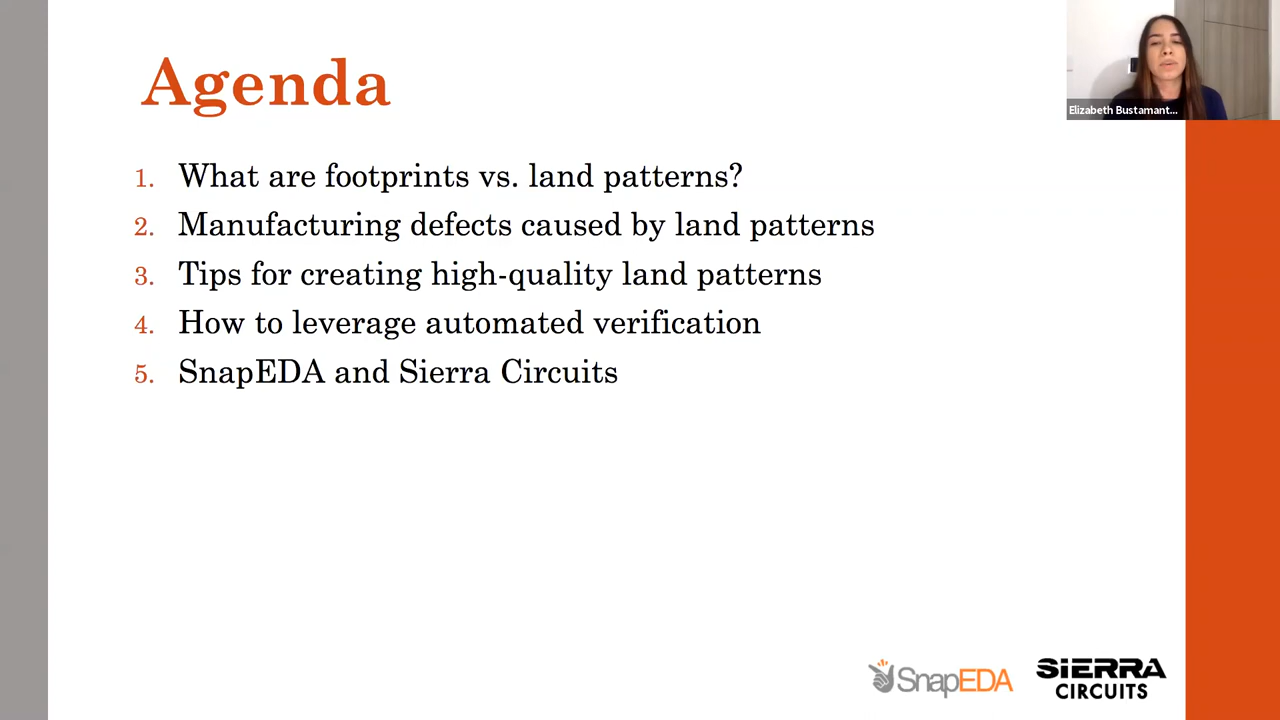 Agenda
Elizabeth Bustamant...
1. What are footprints vs. land patterns?
2. Manufacturing defects caused by land patterns
3. Tips for creating high-quality land patterns
4. How to leverage automated verification
5. SnapEDA and Sierra Circuits
SnapEDA
SIERRA
CIRCUITS